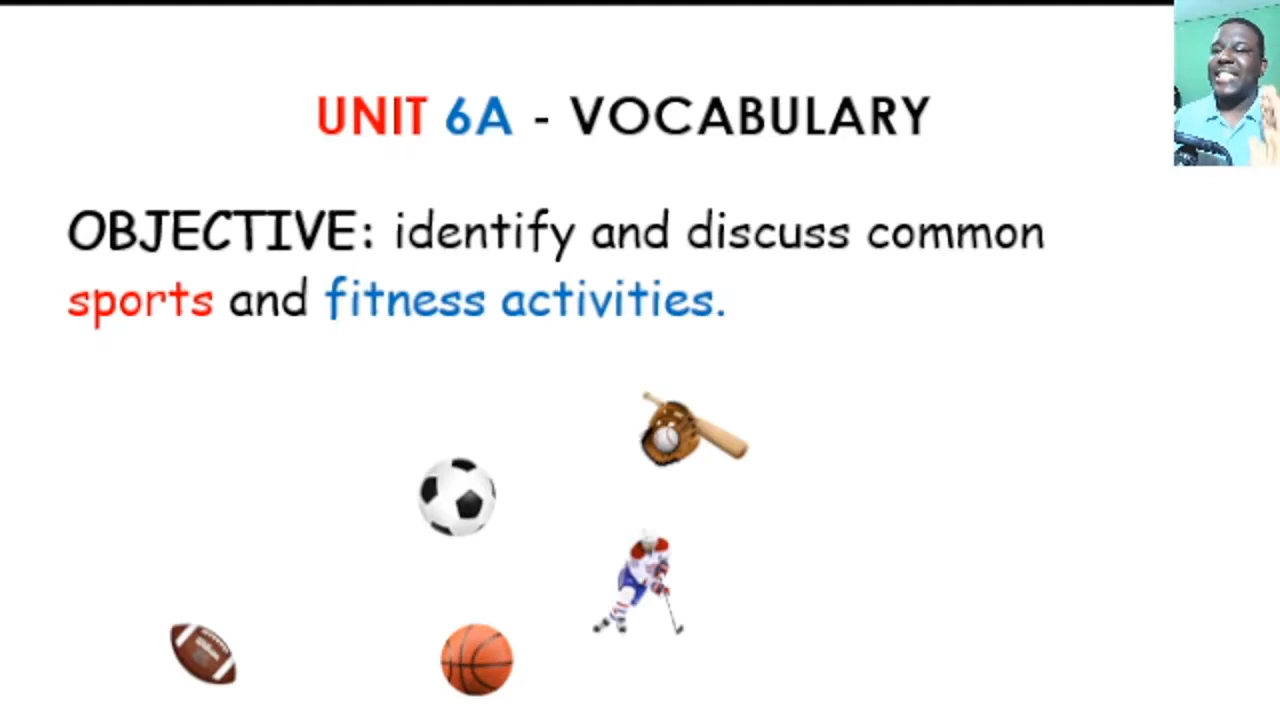 UNIT 6A - VOCABULARY
OBJECTIVE: identify and discuss common
sports and fitness activities.